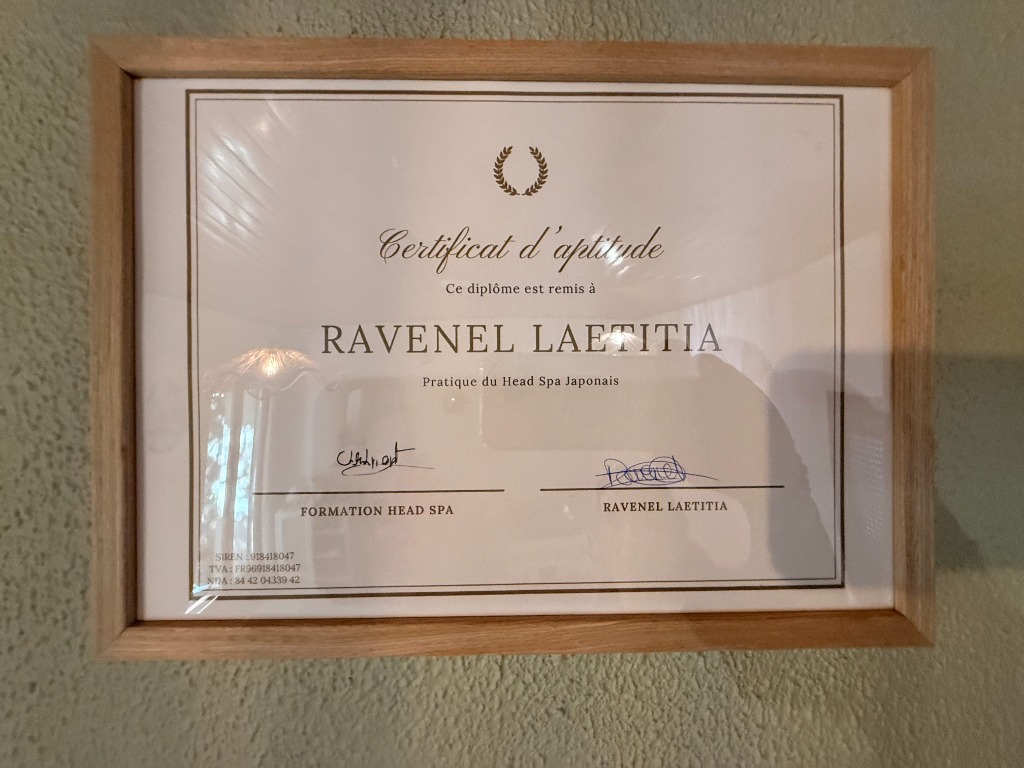 Certificat d'aptitude
Ce diplôme est remis à
RAVENEL LAETITIA
Pratique du Head Spa Japonais
FORMATION HEAD SPA
RAVENEL LAETITIA
SIREN : 918418047
TVA : FR96918418047
NDA : 84 42 04339 42